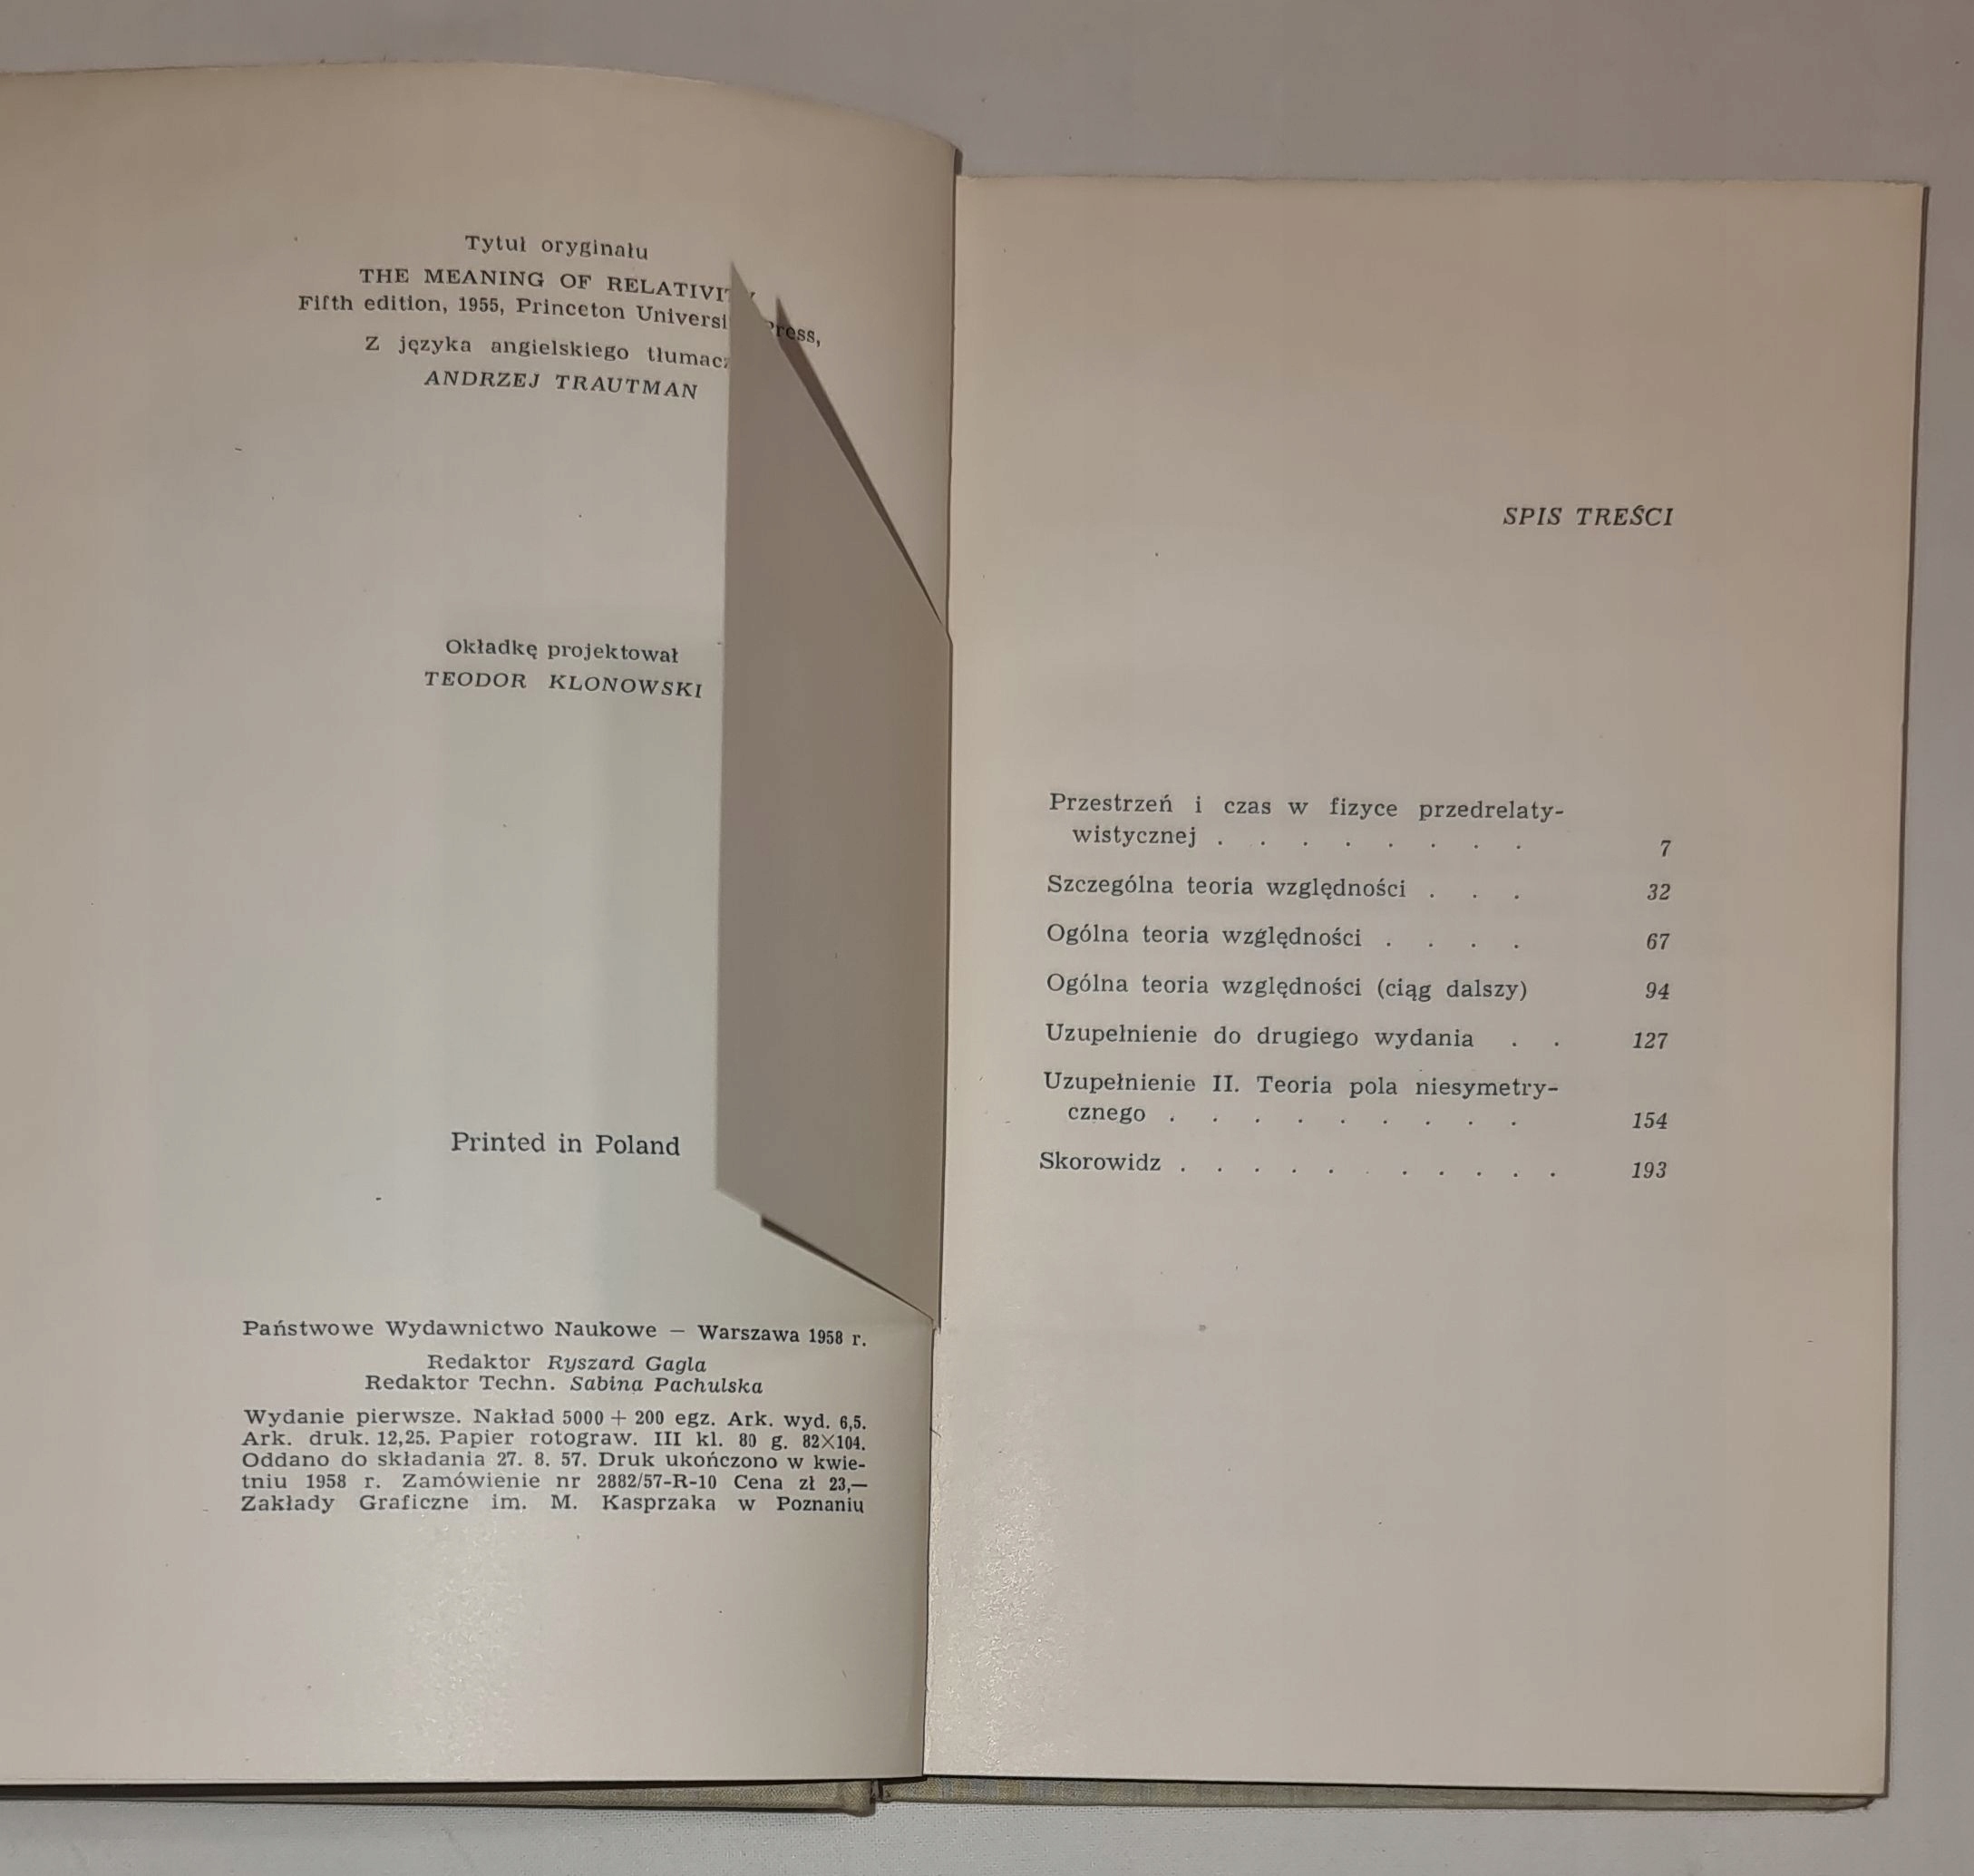 Tytuł oryginału
THE MEANING OF RELATIVITY
Fifth edition, 1955, Princeton University Press,
Z języka angielskiego
ANDRZEJ TRAUTMAN
Okładkę projektował
TEODOR KLONOWSKI
Printed in Poland
Państwowe Wydawnictwo Naukowe — Warszawa 1958 r.
Redaktor Ryszard Gagla
Redaktor Techn. Sabina Pachulska
Wydanie pierwsze. Nakład 5000 + 200 egz. Ark. wyd. 6,5.
Ark. druk. 12,25. Papier rotograw. III kl. 80 g. 82×104.
Oddano do składania 27. 8. 57. Druk ukończono w kwie-
tniu 1958 r. Zamówienie nr 2882/57-R-10 Cena zł 23,—
Zakłady Graficzne im. M. Kasprzaka w Poznaniu
SPIS TREŚCI
Przestrzeń i czas w fizyce przedrelaty-
wistycznej . . . . . . . . 7
Szczególna teoria względności . . . 32
Ogólna teoria względności . . . . 67
Ogólna teoria względności (ciąg dalszy) 94
Uzupełnienie do drugiego wydania . . 127
Uzupełnienie II. Teoria pola niesymetry-
cznego . . . . . . . . . 154
Skorowidz . . . . . . . . . . . 193